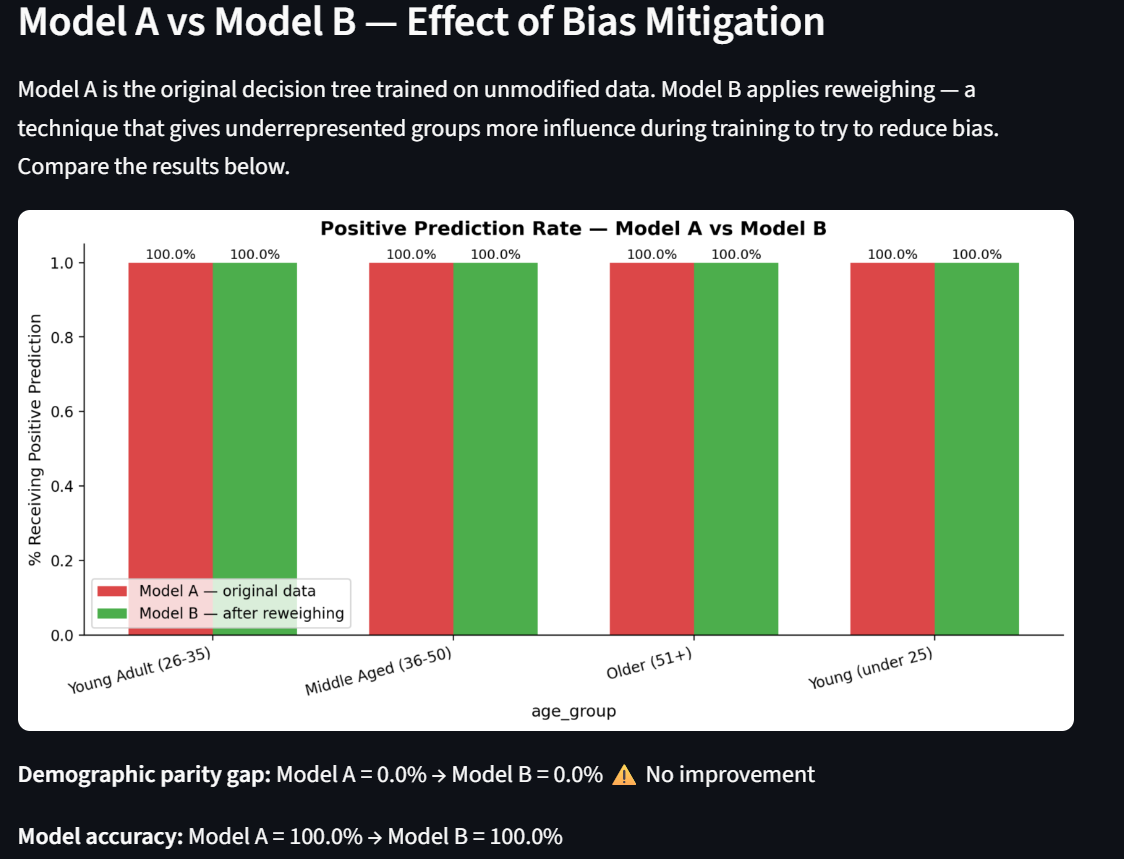 Model A vs Model B — Effect of Bias Mitigation
Model A is the original decision tree trained on unmodified data. Model B applies reweighing — a
technique that gives underrepresented groups more influence during training to try to reduce bias.
Compare the results below.
Positive Prediction Rate — Model A vs Model B
100.0% 100.0% 100.0% 100.0% 100.0% 100.0% 100.0% 100.0%
% Receiving Positive Prediction
1.0
0.8
0.6
0.4
0.2
0.0
Model A — original data
Model B — after reweighing
Young Adult (26-35) Middle Aged (36-50) Older (51+) Young (under 25)
age_group
Demographic parity gap: Model A = 0.0% → Model B = 0.0% ⚠️ No improvement
Model accuracy: Model A = 100.0% → Model B = 100.0%